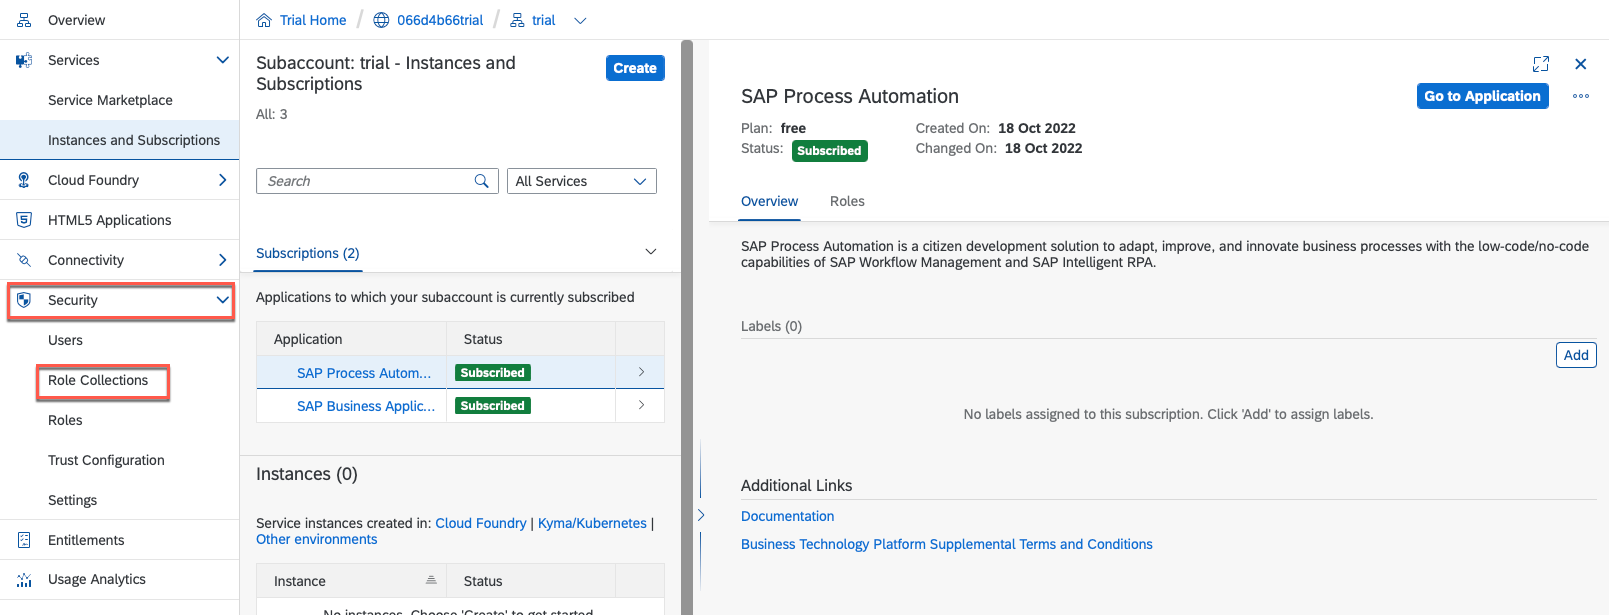 Overview
Services
Service Marketplace
Instances and Subscriptions
Cloud Foundry
HTML5 Applications
Connectivity
Security
Users
Role Collections
Roles
Trust Configuration
Settings
Entitlements
Usage Analytics
Trial Home / 066d4b66trial / trial
Subaccount: trial - Instances and
Subscriptions
Create
All: 3
Search
All Services
Subscriptions (2)
Applications to which your subaccount is currently subscribed
Application Status
SAP Process Autom... Subscribed
SAP Business Applic... Subscribed
Instances (0)
Service instances created in: Cloud Foundry | Kyma/Kubernetes |
Other environments
Instance Status
No instances. Choose 'Create' to get started.
SAP Process Automation
Go to Application
Plan: free Created On: 18 Oct 2022
Status: Subscribed Changed On: 18 Oct 2022
Overview Roles
SAP Process Automation is a citizen development solution to adapt, improve, and innovate business processes with the low-code/no-code
capabilities of SAP Workflow Management and SAP Intelligent RPA.
Labels (0)
Add
No labels assigned to this subscription. Click 'Add' to assign labels.
Additional Links
Documentation
Business Technology Platform Supplemental Terms and Conditions